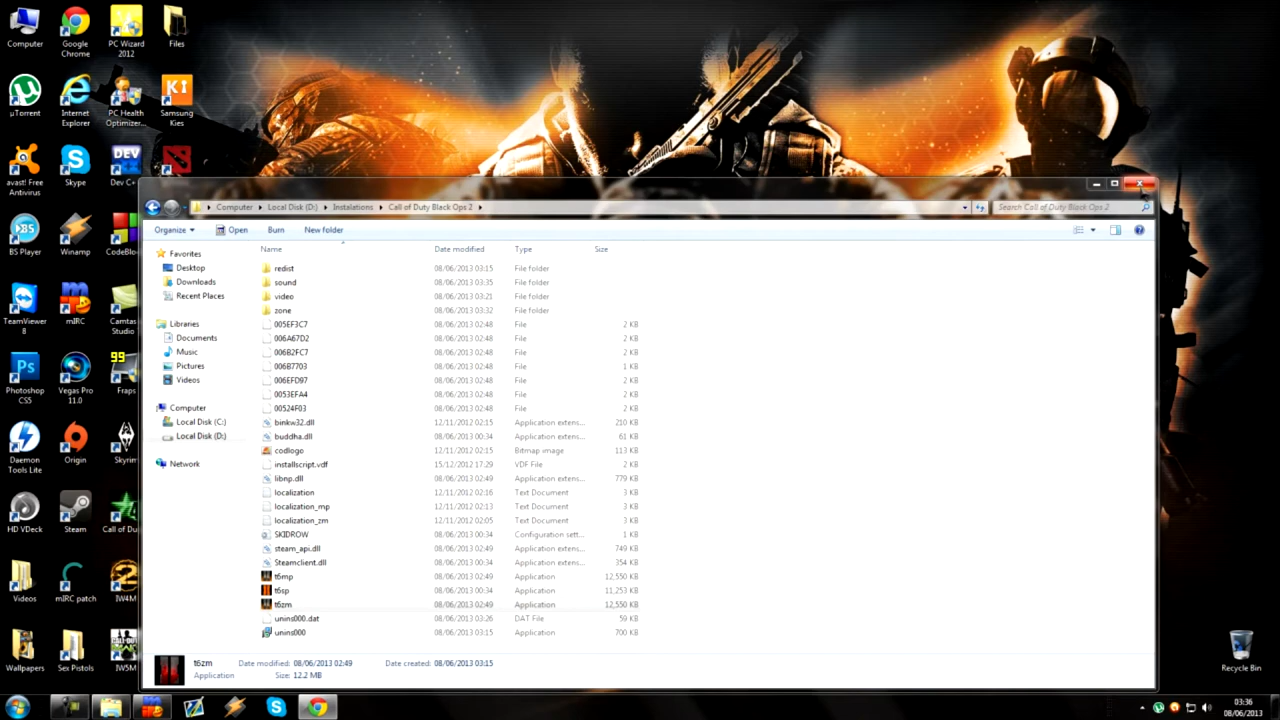 Computer
Google Chrome
PC Wizard 2012
Files
µTorrent
Internet Explorer
PC Health Optimizer...
Samsung Kies
avast! Free Antivirus
Skype
Dev C+
BS Player
Winamp
CodeBlo
TeamViewer 8
mIRC
Camtas Studio
Photoshop CS5
Vegas Pro 11.0
99
Fraps
Daemon Tools Lite
Origin
Skyrim
HD VDeck
Steam
Call of Du
Videos
mIRC patch
IW4M
Wallpapers
Sex Pistols
IW5M
Recycle Bin
Computer Local Disk (D:) Instalations Call of Duty Black Ops 2
Search Call of Duty Black Ops 2
Organize Open Burn New folder
Favorites
Desktop
Downloads
Recent Places
Libraries
Documents
Music
Pictures
Videos
Computer
Local Disk (C:)
Local Disk (D:)
Network
Name Date modified Type Size
redist 08/06/2013 03:15 File folder
sound 08/06/2013 03:35 File folder
video 08/06/2013 03:21 File folder
zone 08/06/2013 03:32 File folder
005EF3C7 08/06/2013 02:48 File 2 KB
006A67D2 08/06/2013 02:48 File 2 KB
006B2FC7 08/06/2013 02:48 File 2 KB
006B7703 08/06/2013 02:48 File 1 KB
006EFD97 08/06/2013 02:48 File 2 KB
0053EFA4 08/06/2013 02:48 File 2 KB
00524F03 08/06/2013 02:48 File 2 KB
binkw32.dll 12/11/2012 02:15 Application extens... 210 KB
buddha.dll 08/06/2013 00:34 Application extens... 61 KB
codlogo 12/11/2012 02:15 Bitmap image 113 KB
installscript.vdf 15/12/2012 17:29 VDF File 2 KB
libnp.dll 08/06/2013 02:49 Application extens... 779 KB
localization 12/11/2012 02:16 Text Document 3 KB
localization_mp 12/11/2012 02:13 Text Document 3 KB
localization_zm 12/11/2012 02:05 Text Document 3 KB
SKIDROW 08/06/2013 00:34 Configuration sett... 1 KB
steam_api.dll 08/06/2013 02:49 Application extens... 749 KB
Steamclient.dll 08/06/2013 00:34 Application extens... 354 KB
t6mp 08/06/2013 02:49 Application 12,550 KB
t6sp 08/06/2013 00:34 Application 11,253 KB
t6zm 08/06/2013 02:49 Application 12,550 KB
unins000.dat 08/06/2013 03:26 DAT File 59 KB
unins000 08/06/2013 03:15 Application 700 KB
t6zm Date modified: 08/06/2013 02:49 Date created: 08/06/2013 03:15
Application Size: 12.2 MB
03:36
08/06/2013